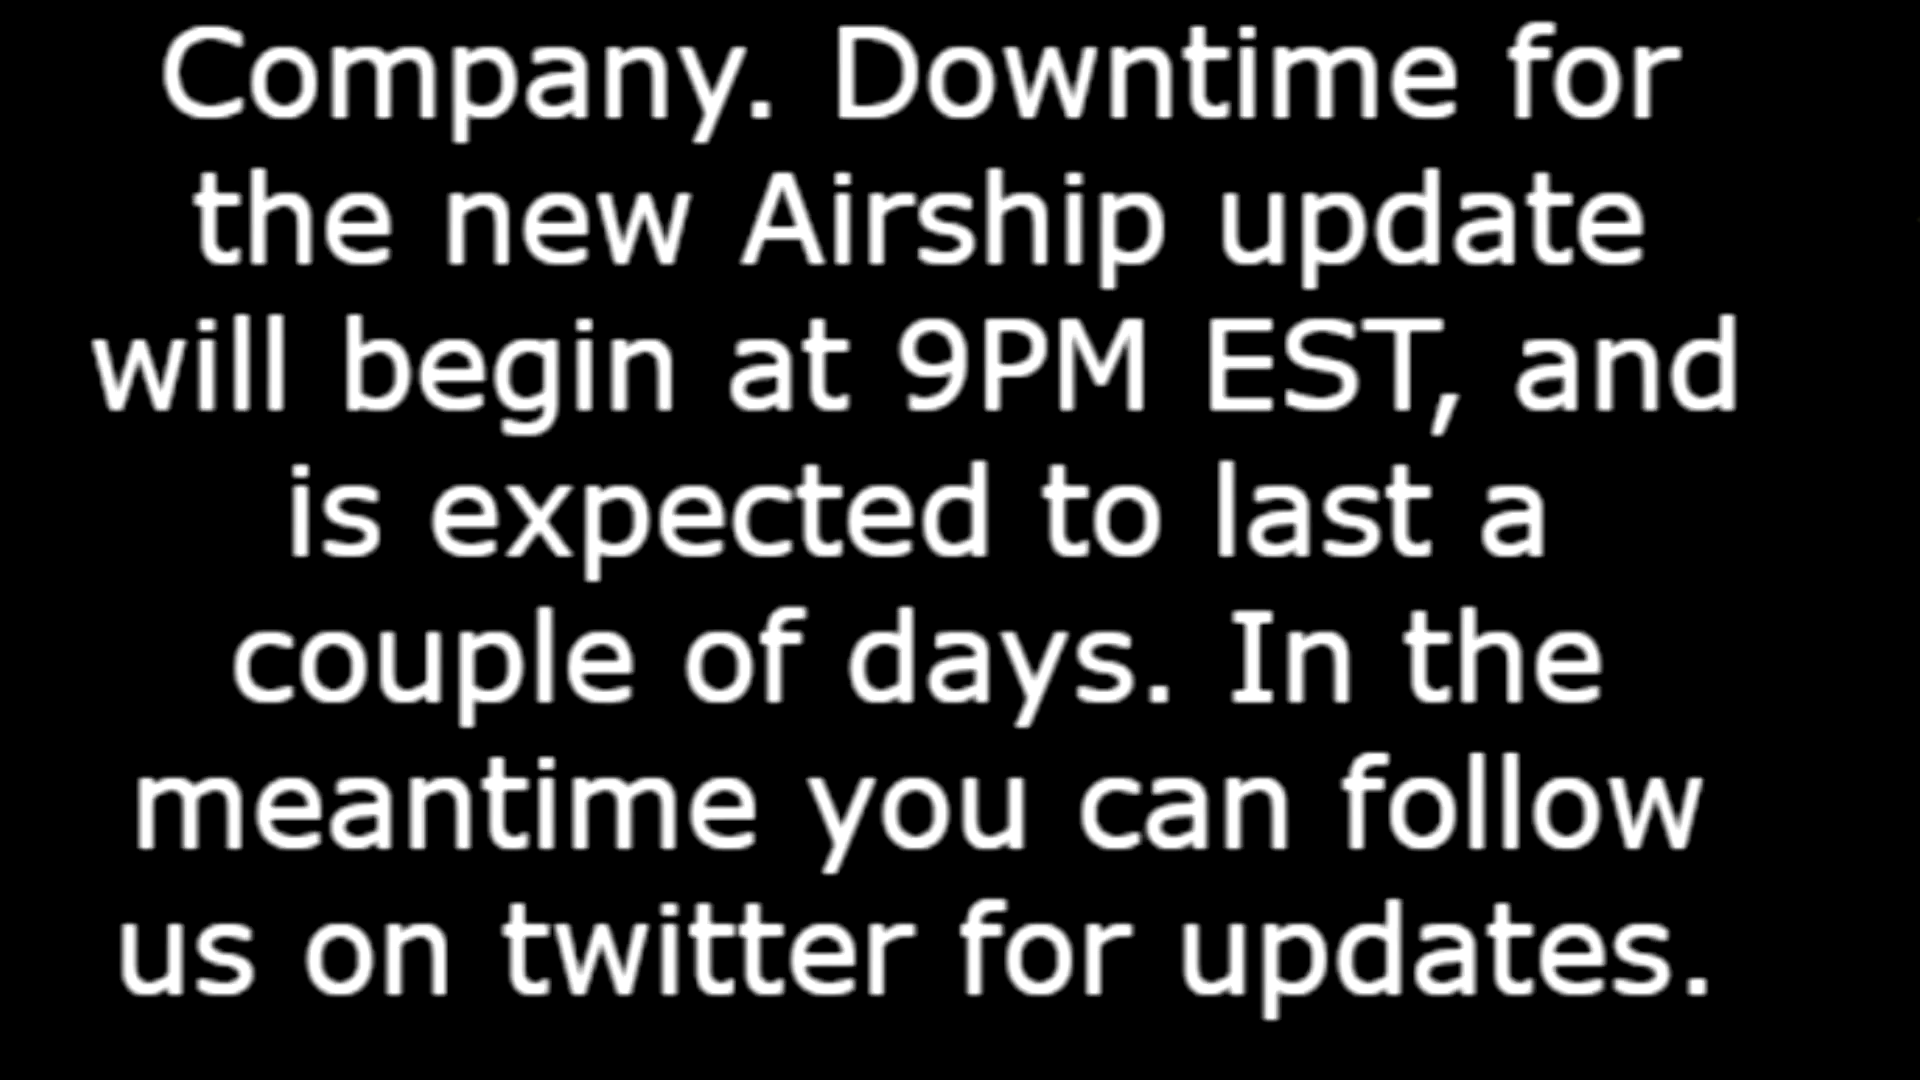 Company. Downtime for
the new Airship update
will begin at 9PM EST, and
is expected to last a
couple of days. In the
meantime you can follow
us on twitter for updates.